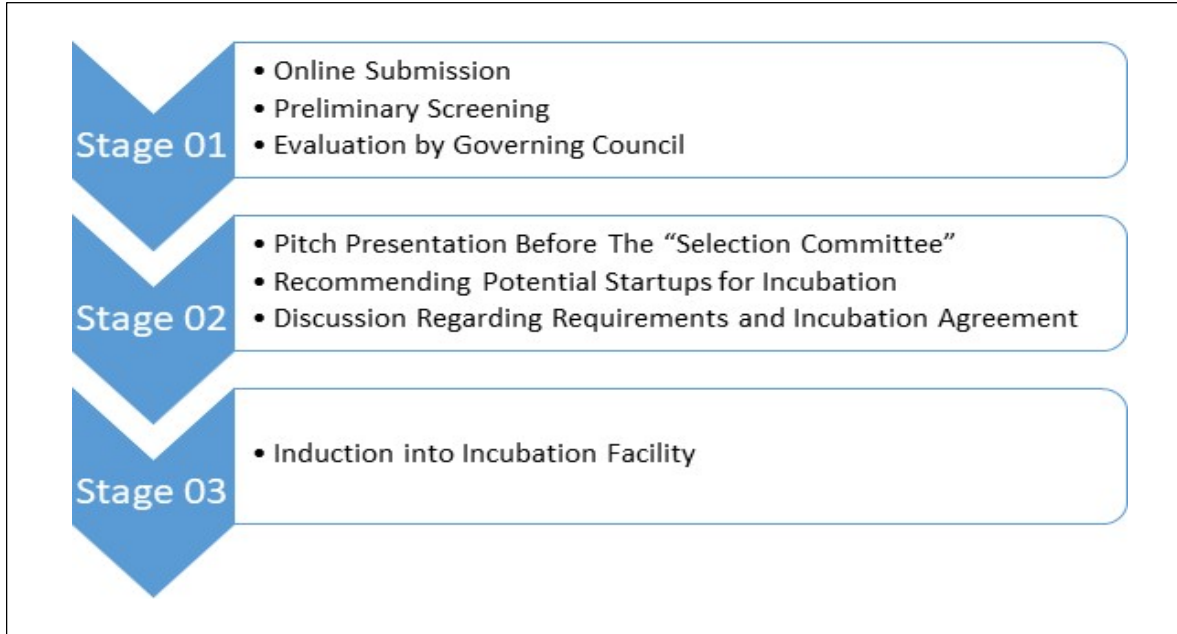 Stage 01
• Online Submission
• Preliminary Screening
• Evaluation by Governing Council
Stage 02
• Pitch Presentation Before The “Selection Committee”
• Recommending Potential Startups for Incubation
• Discussion Regarding Requirements and Incubation Agreement
Stage 03
• Induction into Incubation Facility